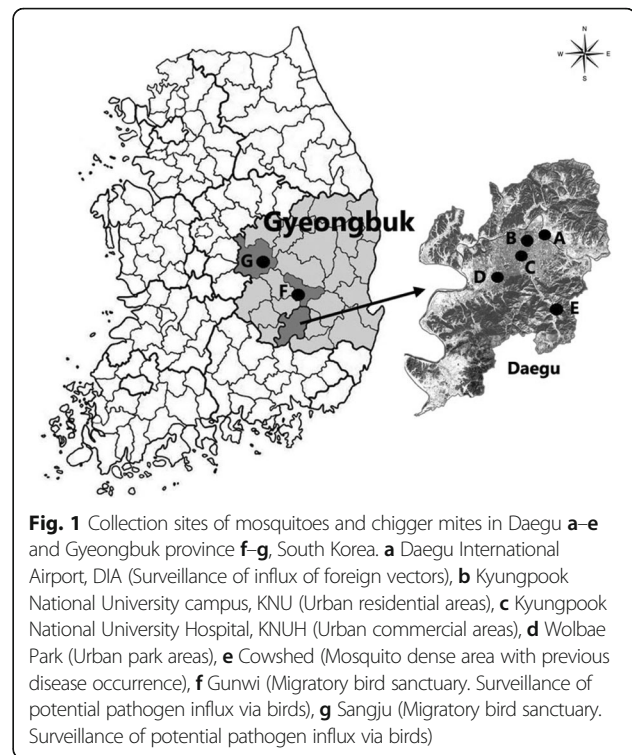 N
W E
S
Gyeongbuk
G
F
B A
C
D
E
Daegu
Fig. 1 Collection sites of mosquitoes and chigger mites in Daegu a–e
and Gyeongbuk province f–g, South Korea. a Daegu International
Airport, DIA (Surveillance of influx of foreign vectors), b Kyungpook
National University campus, KNU (Urban residential areas), c Kyungpook
National University Hospital, KNUH (Urban commercial areas), d Wolbae
Park (Urban park areas), e Cowshed (Mosquito dense area with previous
disease occurrence), f Gunwi (Migratory bird sanctuary. Surveillance of
potential pathogen influx via birds), g Sangju (Migratory bird sanctuary.
Surveillance of potential pathogen influx via birds)